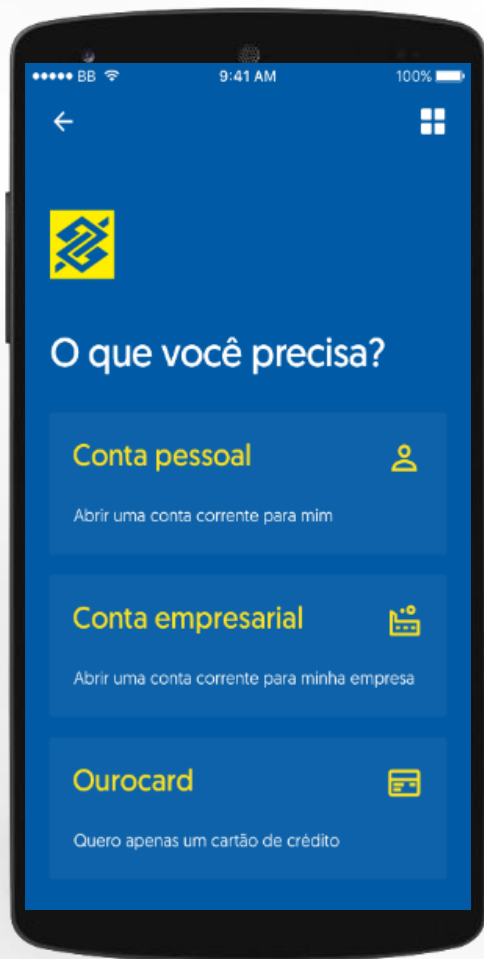 BB 9:41 AM 100%
O que você precisa?
Conta pessoal
Abrir uma conta corrente para mim
Conta empresarial
Abrir uma conta corrente para minha empresa
Ourocard
Quero apenas um cartão de crédito